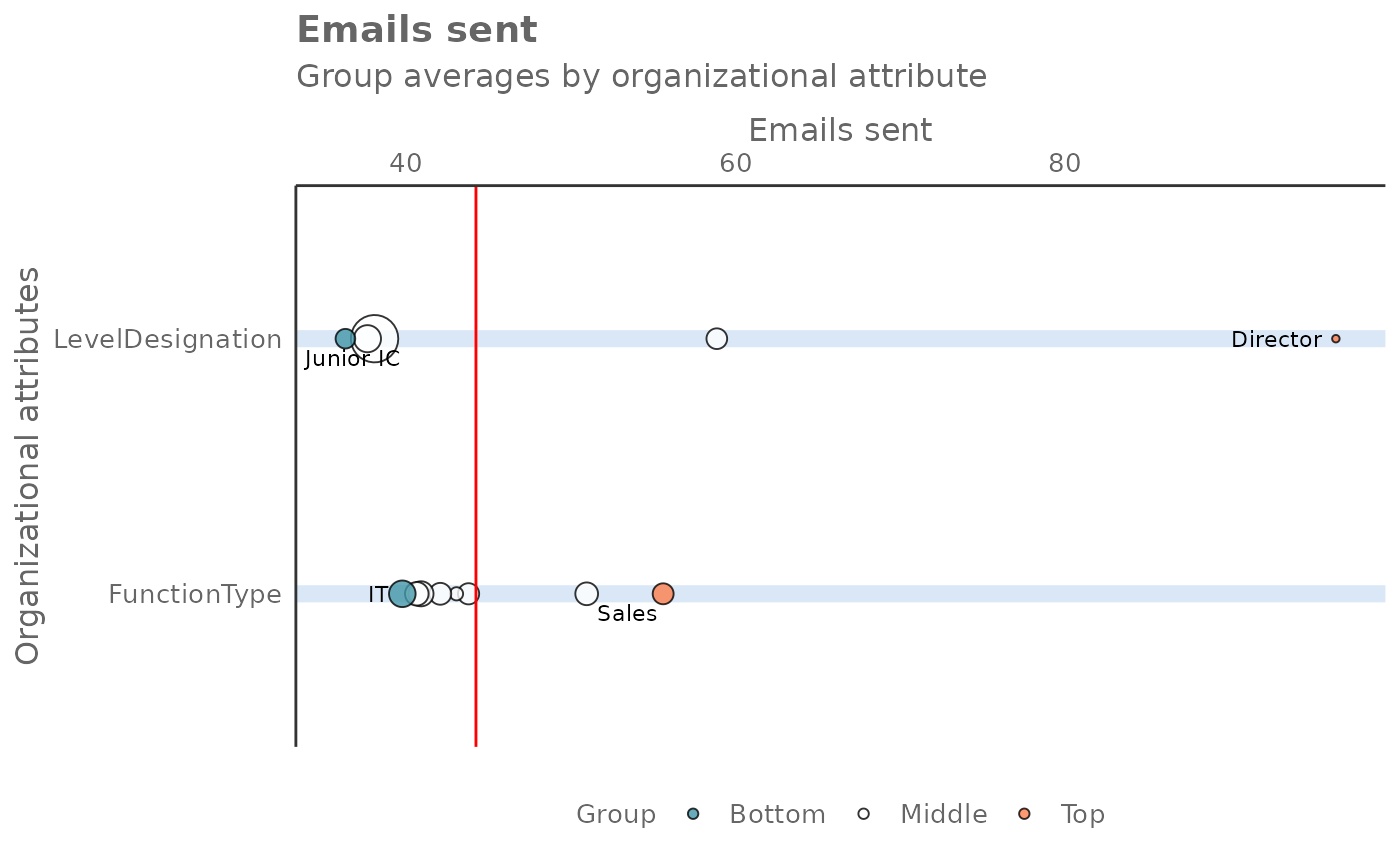 Emails sent
Group averages by organizational attribute
Emails sent
40 60 80
Organizational attributes
LevelDesignation
Junior IC
Director
FunctionType
IT
Sales
Group Bottom Middle Top